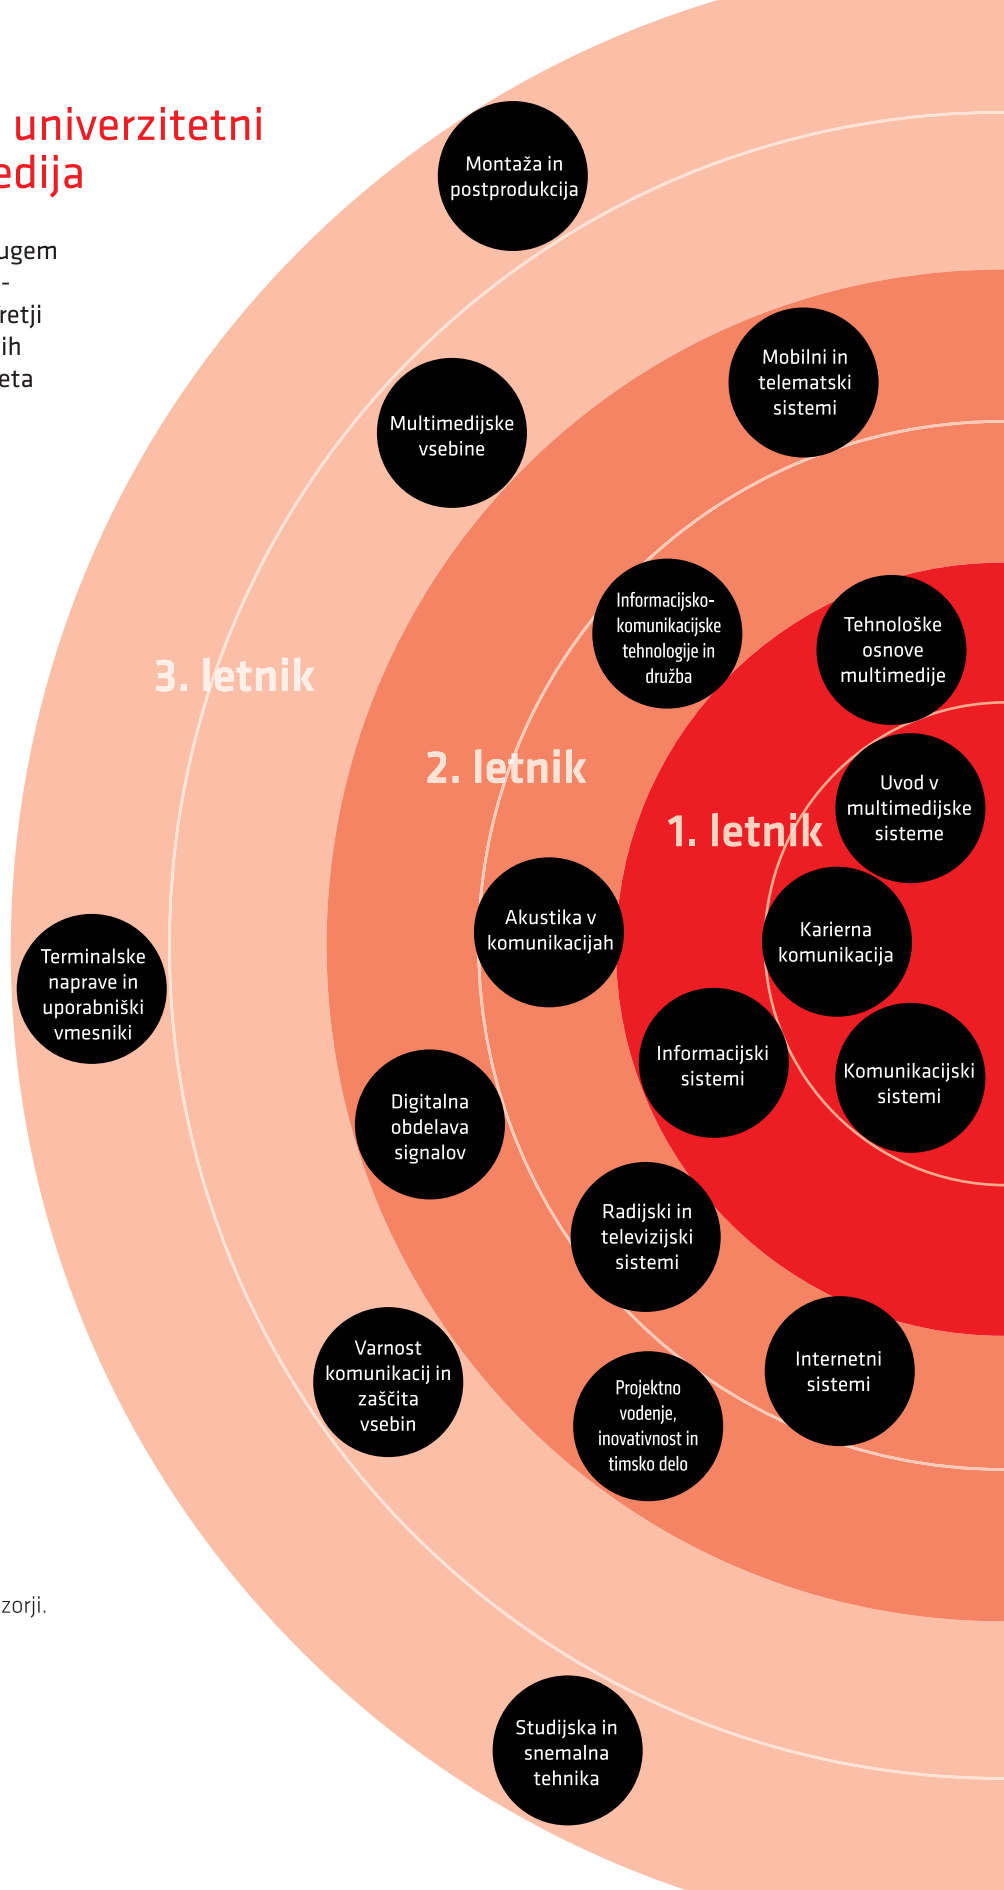 univerzitetni
edija
ugem
-
retji
ih
eta
Montaža in
postprodukcija
Mobilni in
telematski
sistemi
Multimedijske
vsebine
Informacijsko-
komunikacijske
tehnologije in
družba
Tehnološke
osnove
multimedije
3. letnik
2. letnik
1. letnik
Uvod v
multimedijske
sisteme
Akustika v
komunikacijah
Karierna
komunikacija
Terminalske
naprave in
uporabniški
vmesniki
Informacijski
sistemi
Komunikacijski
sistemi
Digitalna
obdelava
signalov
Radijski in
televizijski
sistemi
Varnost
komunikacij in
zaščita
vsebin
Internetni
sistemi
Projektno
vodenje,
inovativnost in
timsko delo
zorji.
Studijska in
snemalna
tehnika